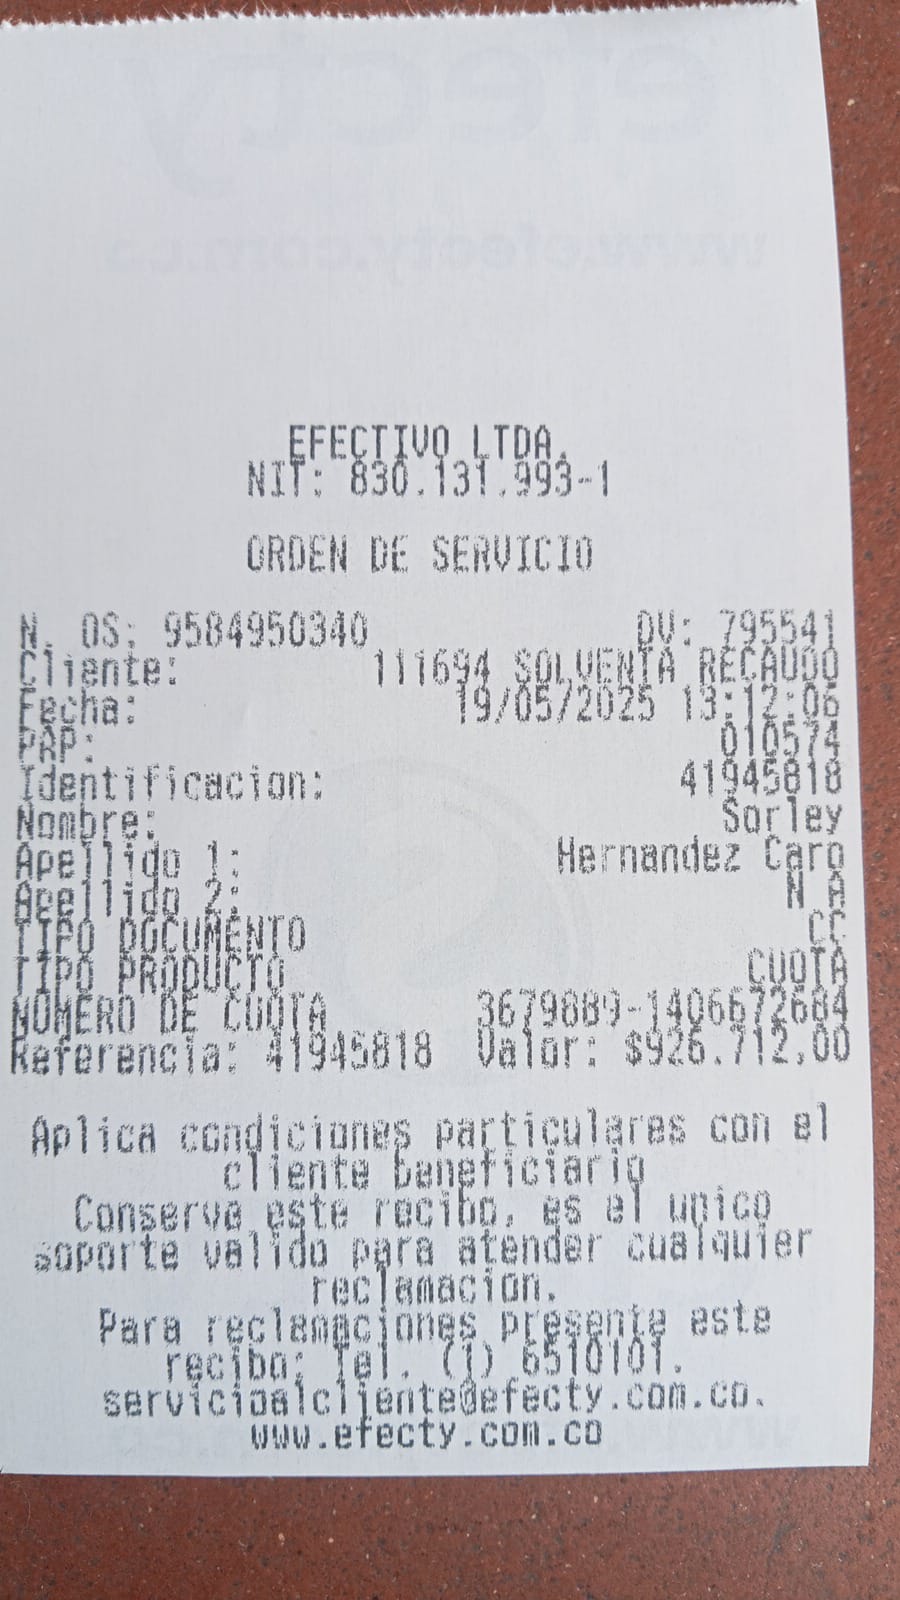 EFECTIVO LTDA.
NIT: 830.131.993-1
ORDEN DE SERVICIO
N. OS: 9584950340 DV: 795541
Cliente: 111694 SOLVENTA RECAUDO
Fecha: 19/05/2025 13:12:06
PAP: 010574
Identificacion: 41945818
Nombre: Sorley
Apellido 1: Hernandez Caro
Apellido 2: N A
TIPO DOCUMENTO CC
TIPO PRODUCTO CUOTA
NUMERO DE CUOTA 3679889-1406672684
Referencia: 41945818 Valor: $926.712,00
Aplica condiciones particulares con el
cliente beneficiario
Conserve este recibo, es el unico
soporte valido para atender cualquier
reclamacion.
Para reclamaciones presente este
recibo: Tel. (1) 6510101.
servicioalcliente@efecty.com.co.
www.efecty.com.co